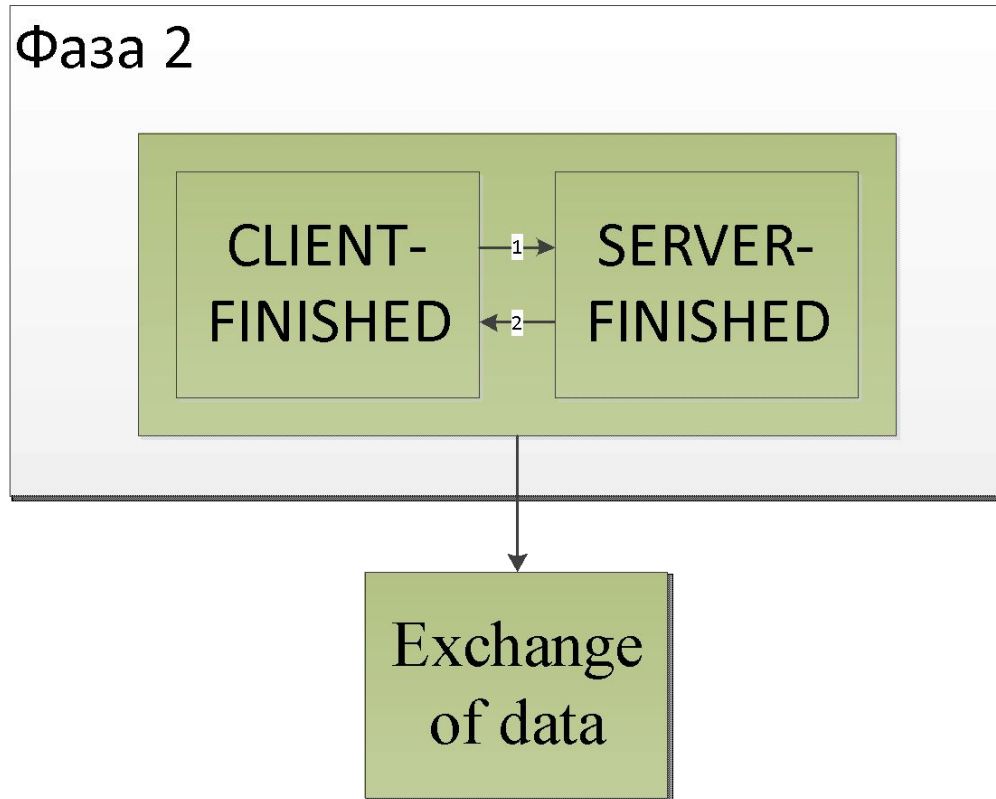 Фаза 2
CLIENT-
FINISHED
1
2
SERVER-
FINISHED
Exchange
of data